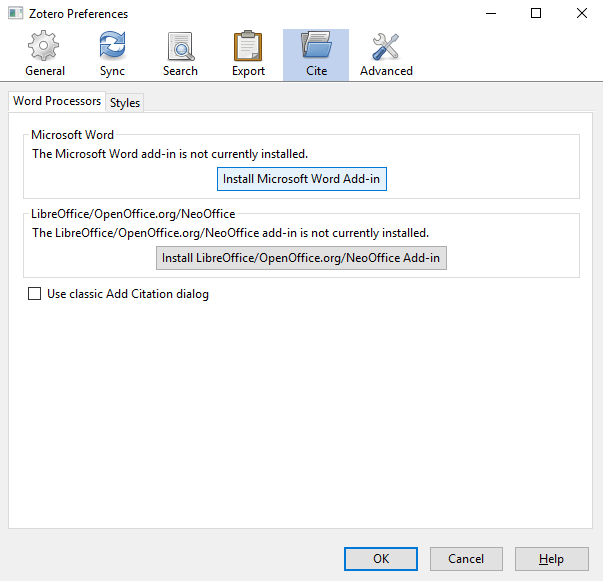 Zotero Preferences
General
Sync
Search
Export
Cite
Advanced
Word Processors
Styles
Microsoft Word
The Microsoft Word add-in is not currently installed.
Install Microsoft Word Add-in
LibreOffice/OpenOffice.org/NeoOffice
The LibreOffice/OpenOffice.org/NeoOffice add-in is not currently installed.
Install LibreOffice/OpenOffice.org/NeoOffice Add-in
Use classic Add Citation dialog
OK
Cancel
Help